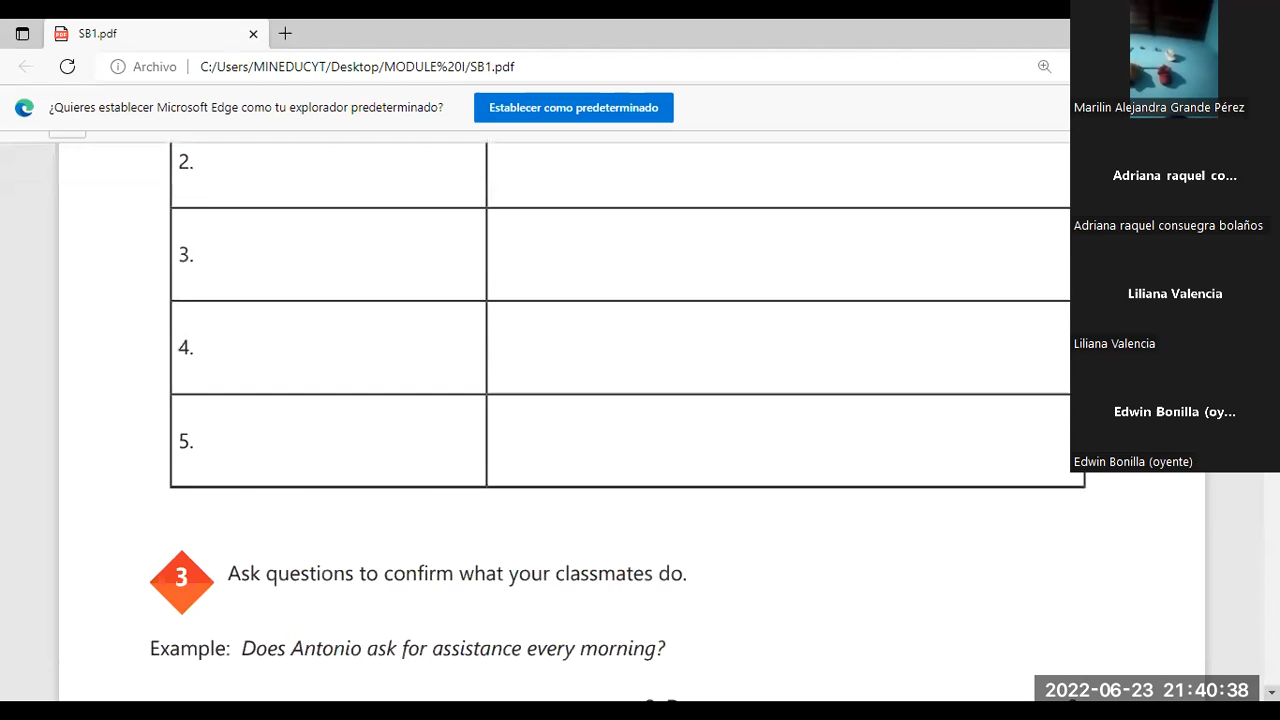 SB1.pdf
Archivo | C:/Users/MINEDUCYT/Desktop/MODULE%20I/SB1.pdf
¿Quieres establecer Microsoft Edge como tu explorador predeterminado? Establecer como predeterminado
2.
3.
4.
5.
3 Ask questions to confirm what your classmates do.
Example: Does Antonio ask for assistance every morning?
Marilin Alejandra Grande Pérez
Adriana raquel co...
Adriana raquel consuegra bolaños
Liliana Valencia
Liliana Valencia
Edwin Bonilla (oy...
Edwin Bonilla (oyente)
2022-06-23 21:40:38